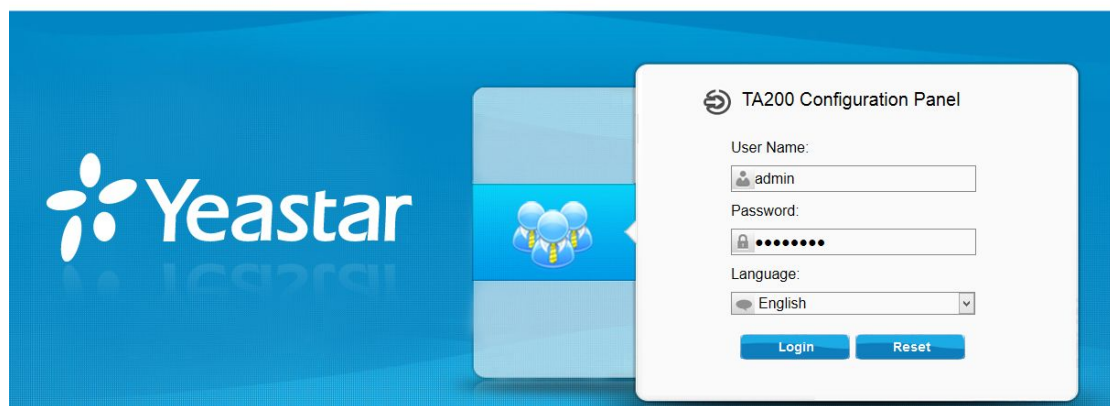 Yeastar
TA200 Configuration Panel
User Name:
admin
Password:
••••••••
Language:
English
Login Reset